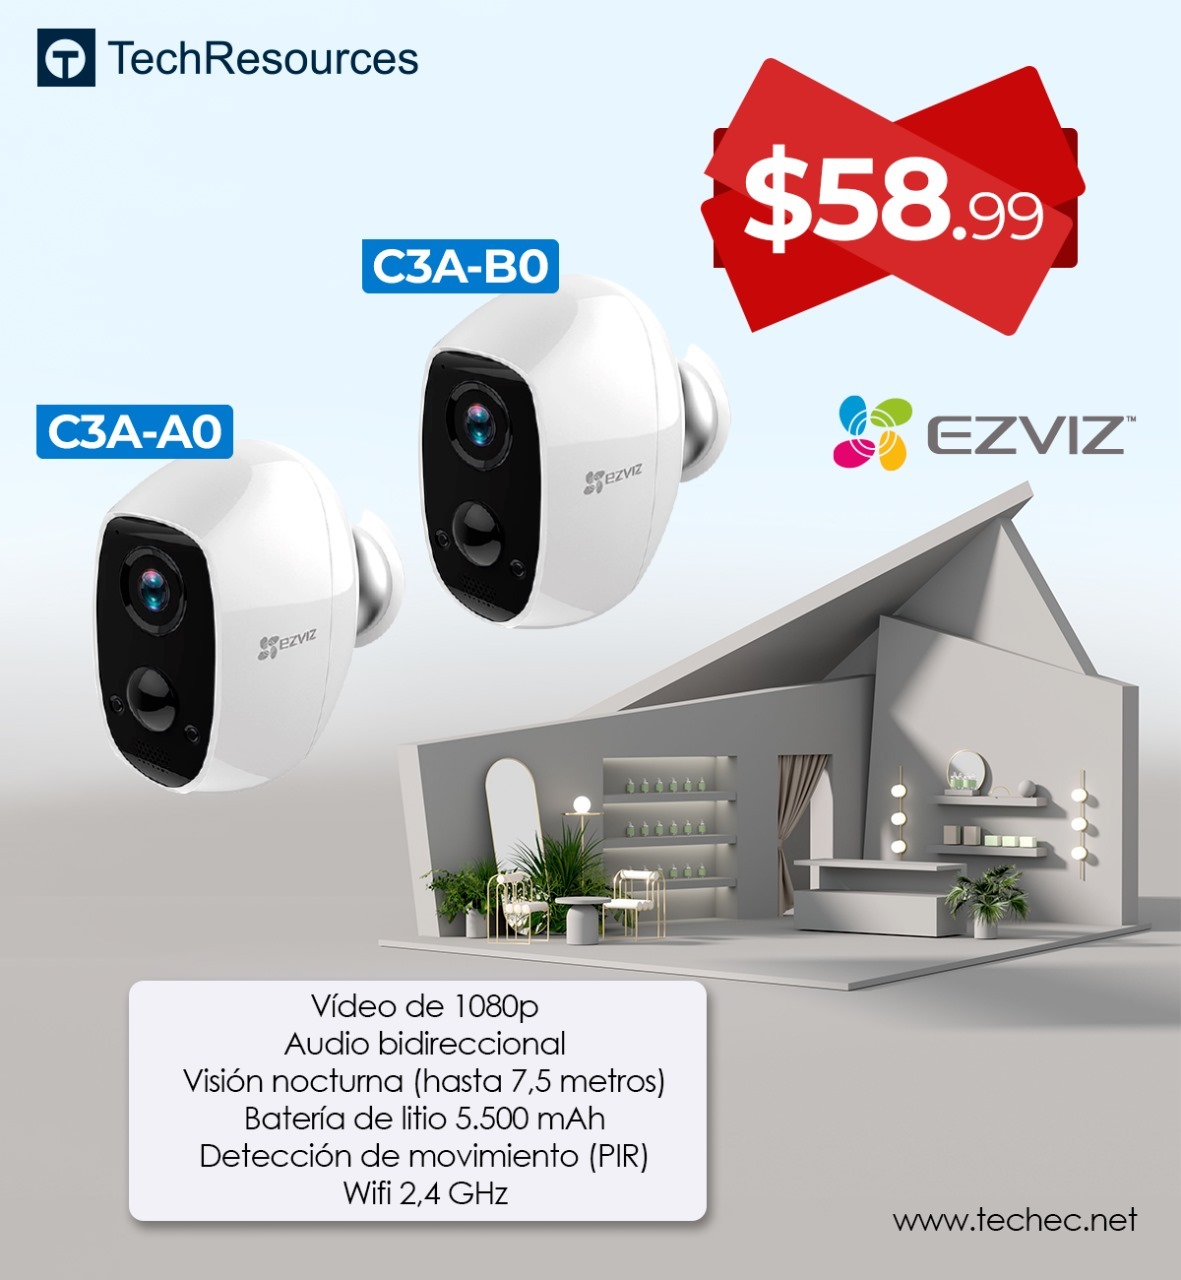 TechResources
$58.99
C3A-B0
C3A-A0
EZVIZ™
EZVIZ
EZVIZ
Vídeo de 1080p
Audio bidireccional
Visión nocturna (hasta 7,5 metros)
Batería de litio 5.500 mAh
Detección de movimiento (PIR)
Wifi 2,4 GHz
www.techec.net